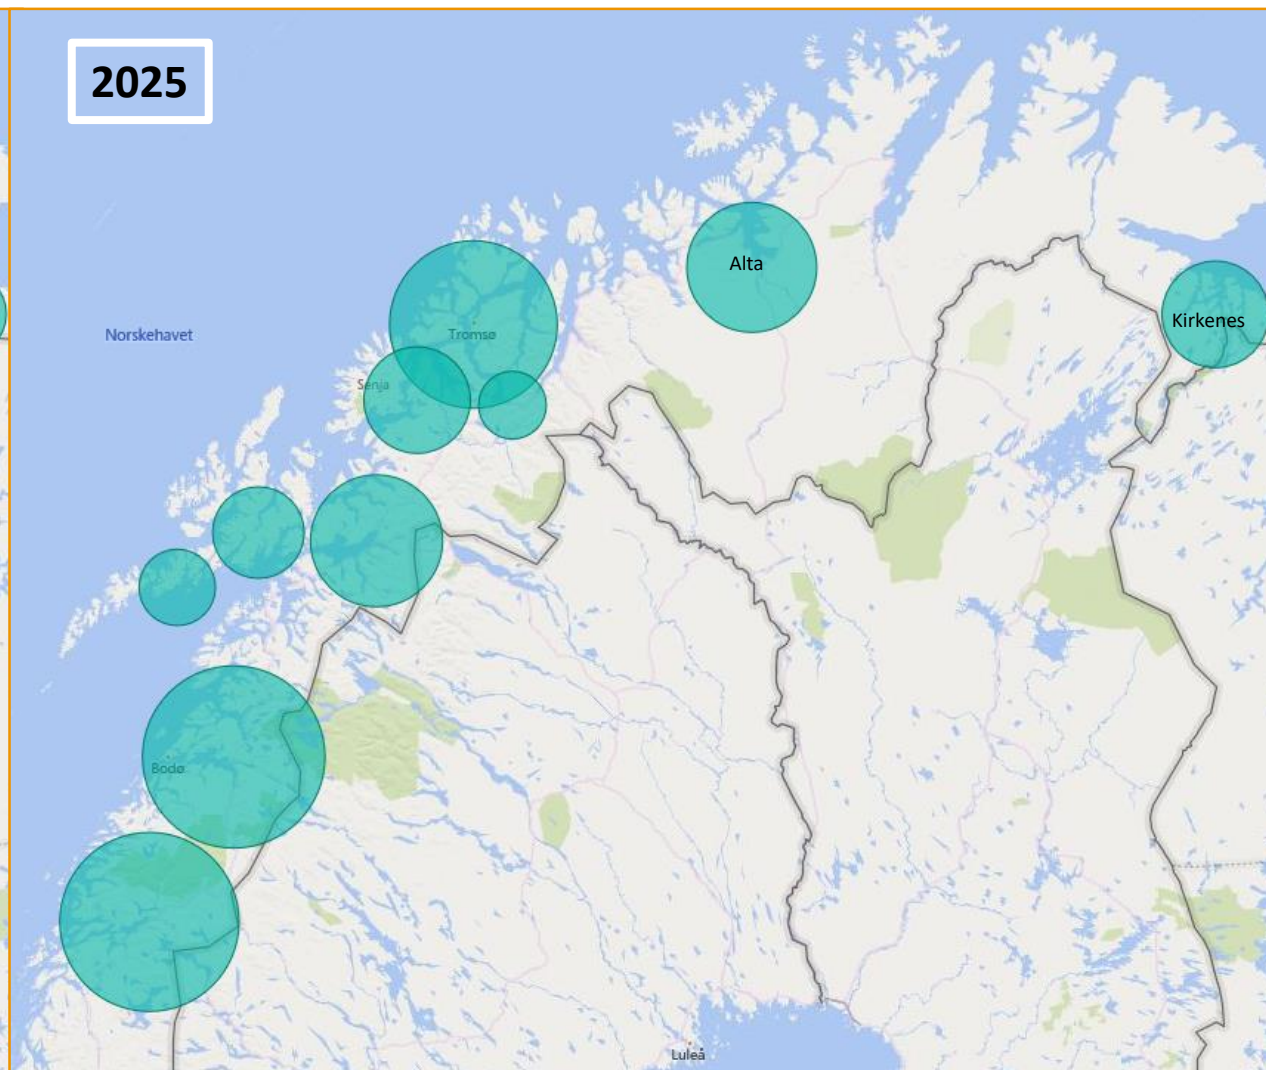 2025
Alta
Kirkenes
Norskehavet
Tromsø
Senja
Bodø
Luleå